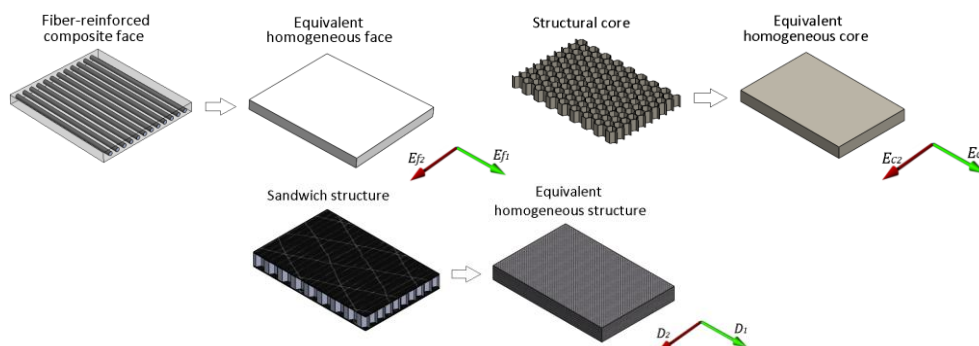 Fiber-reinforced
composite face
Equivalent
homogeneous face
Structural core
Equivalent
homogeneous core
Ef2
Ef1
Ec2
Sandwich structure
Equivalent
homogeneous structure
D2
D1